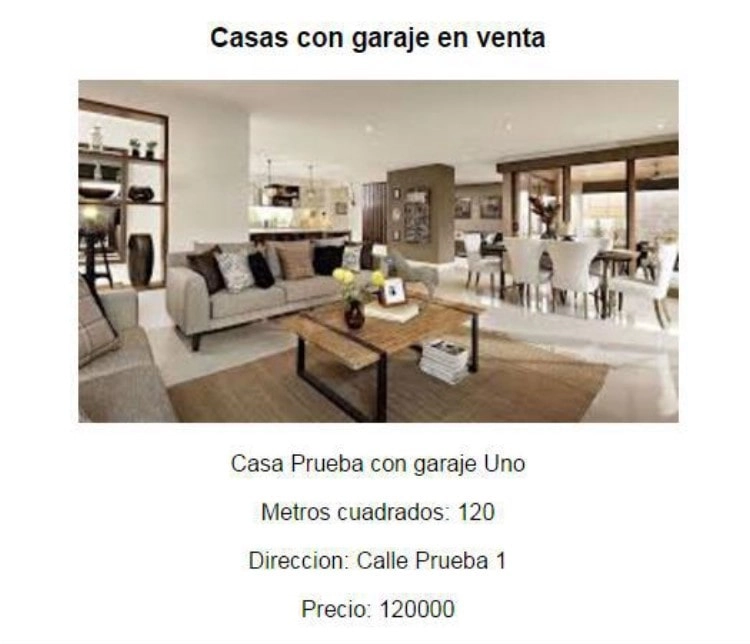 Casas con garaje en venta
Casa Prueba con garaje Uno
Metros cuadrados: 120
Direccion: Calle Prueba 1
Precio: 120000